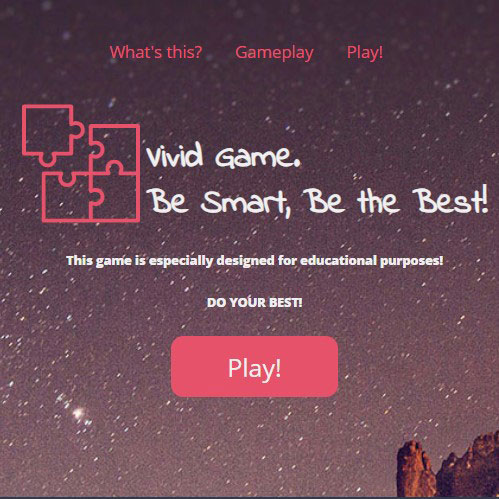 What's this? Gameplay Play!
Vivid Game.
Be Smart, Be the Best!
This game is especially designed for educational purposes!
DO YOUR BEST!
Play!